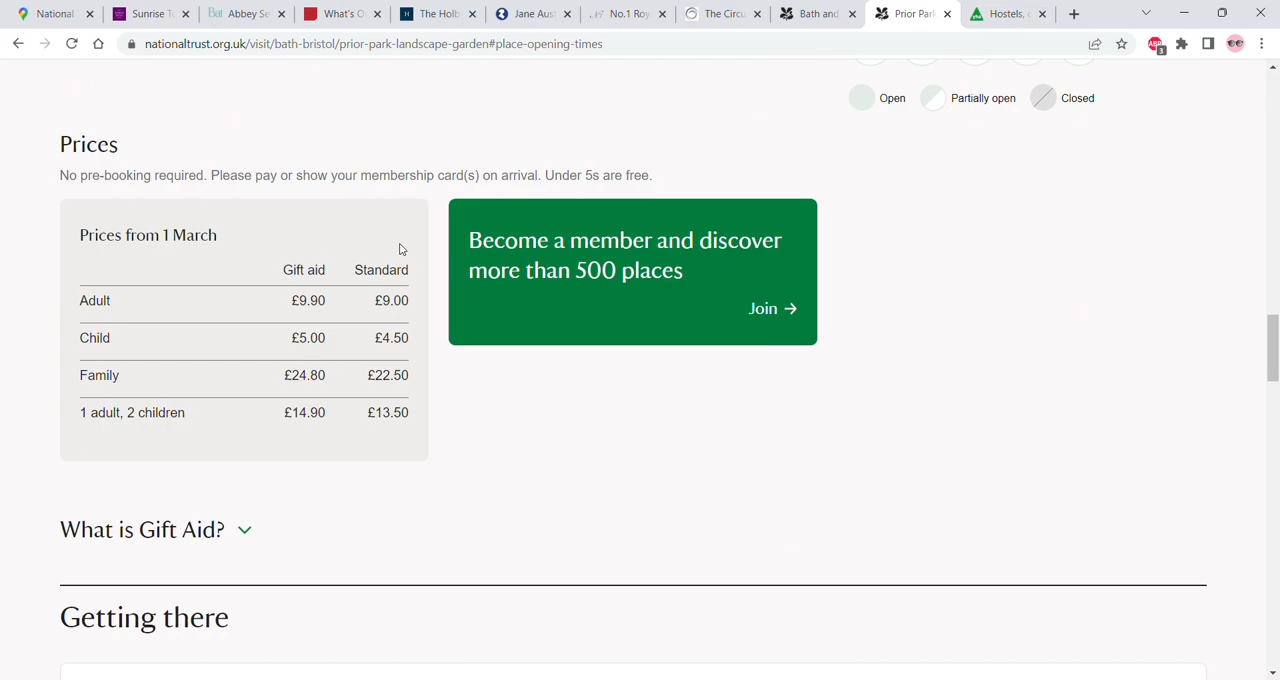 National
Sunrise T
Bat Abbey Se
What's O
The Holb
Jane Aus
No.1 Roy
The Circu
Bath and
Prior Park
Hostels,
nationaltrust.org.uk/visit/bath-bristol/prior-park-landscape-garden#place-opening-times
ABP
3
Open
Partially open
Closed
Prices
No pre-booking required. Please pay or show your membership card(s) on arrival. Under 5s are free.
Prices from 1 March
Gift aid Standard
Adult £9.90 £9.00
Child £5.00 £4.50
Family £24.80 £22.50
1 adult, 2 children £14.90 £13.50
Become a member and discover
more than 500 places
Join →
What is Gift Aid?
Getting there